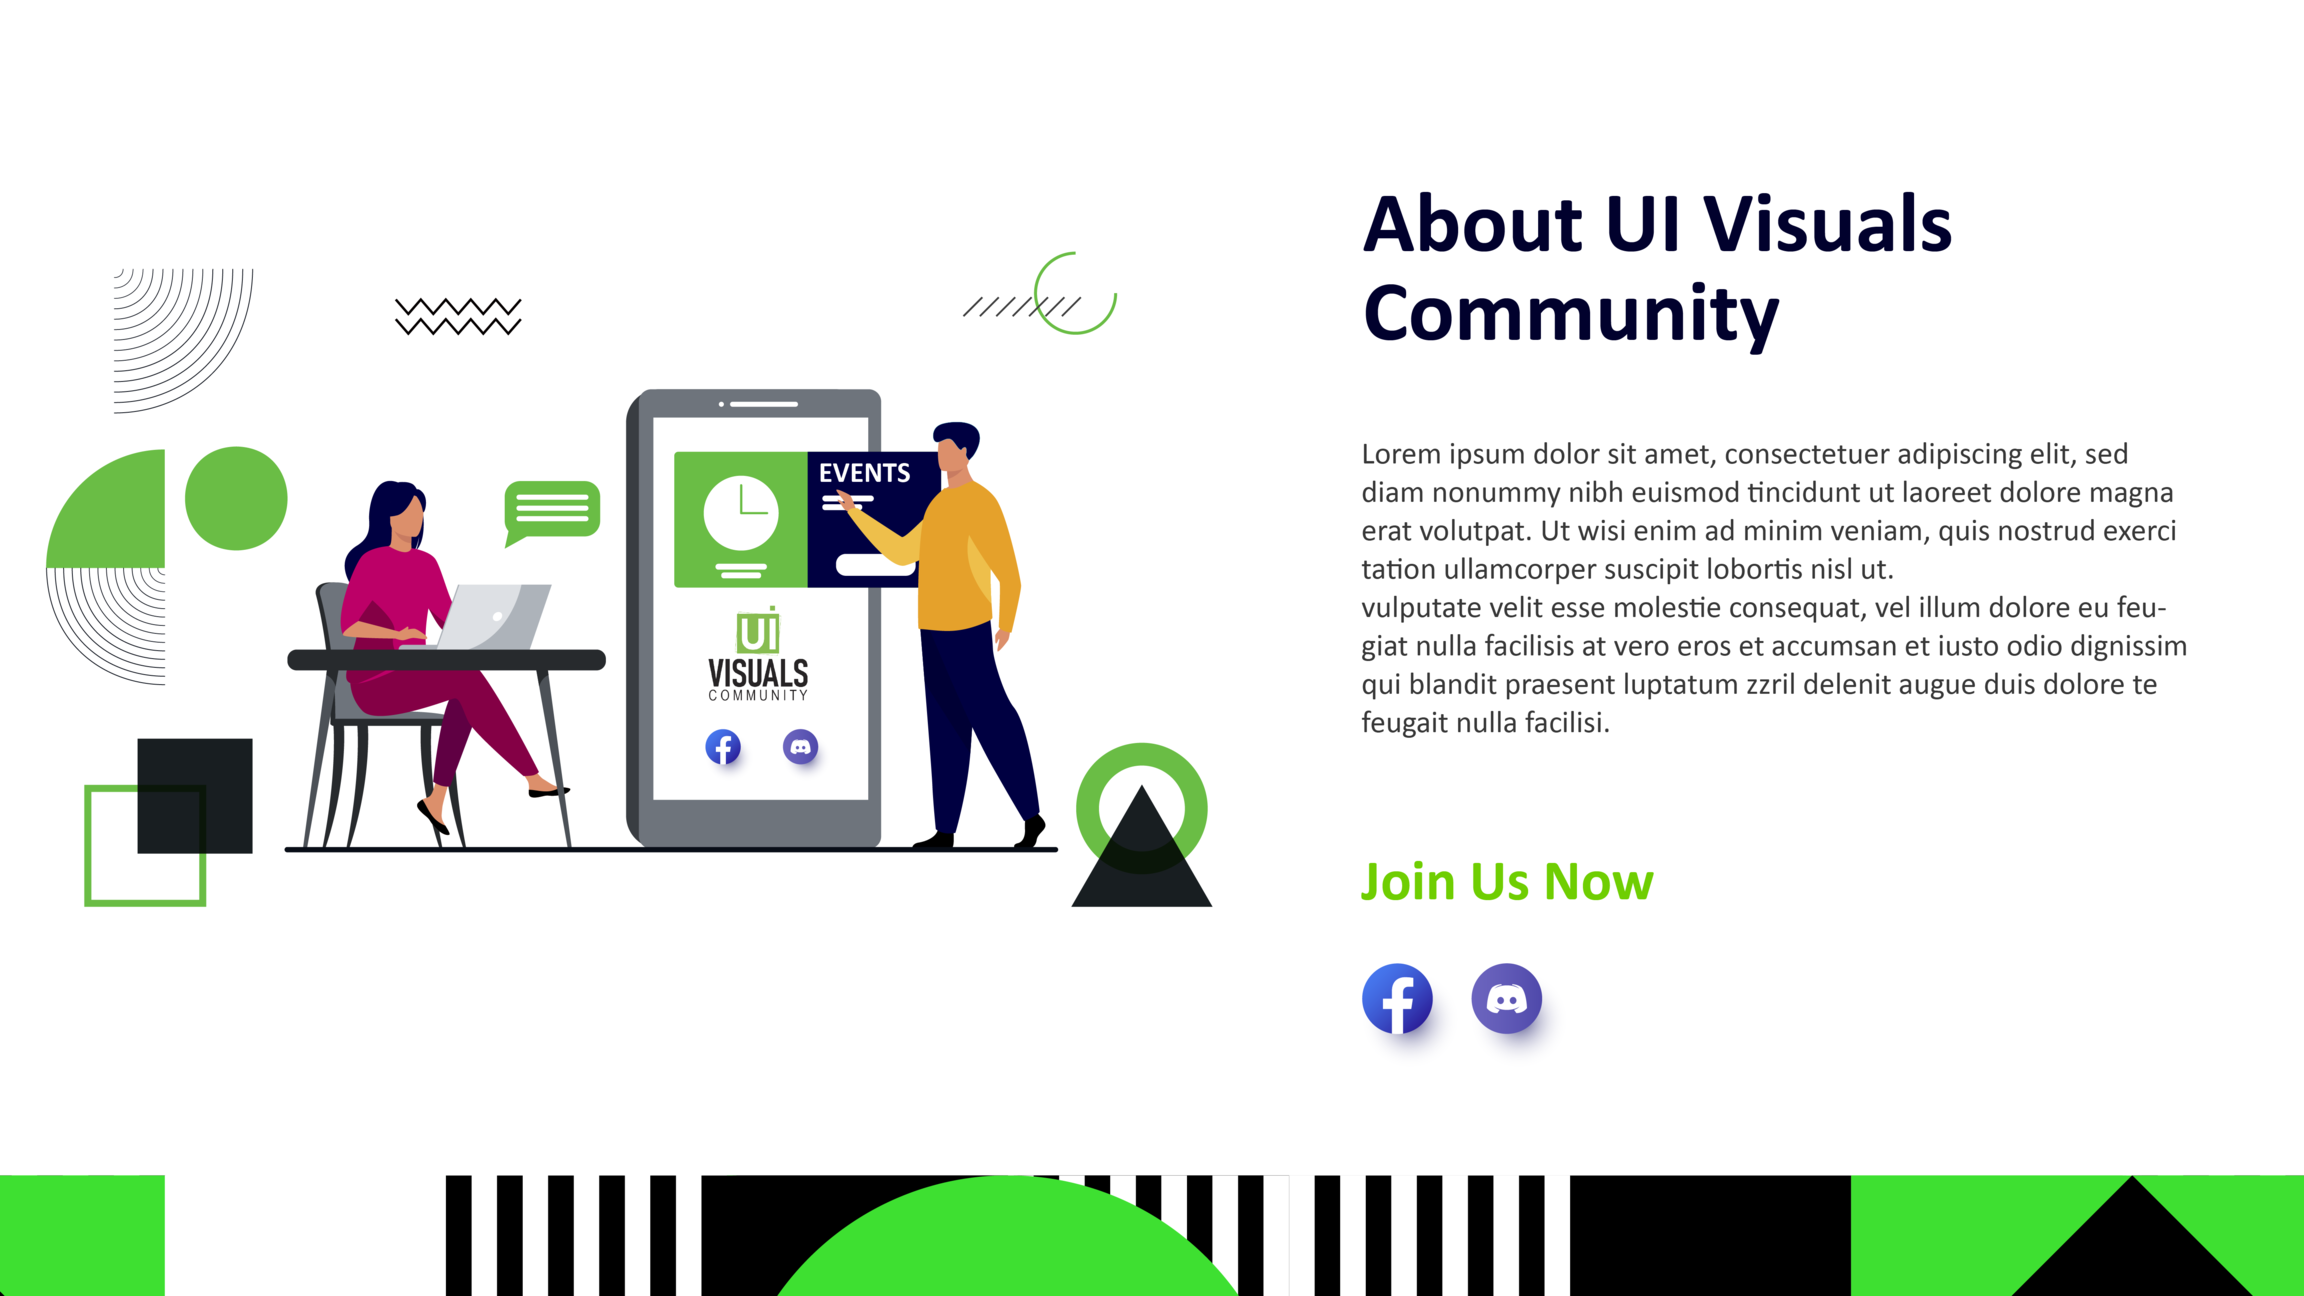 About UI Visuals
Community
Lorem ipsum dolor sit amet, consectetuer adipiscing elit, sed
diam nonummy nibh euismod tincidunt ut laoreet dolore magna
erat volutpat. Ut wisi enim ad minim veniam, quis nostrud exerci
tation ullamcorper suscipit lobortis nisl ut.
vulputate velit esse molestie consequat, vel illum dolore eu feu-
giat nulla facilisis at vero eros et accumsan et iusto odio dignissim
qui blandit praesent luptatum zzril delenit augue duis dolore te
feugait nulla facilisi.
Join Us Now
EVENTS
ui
VISUALS
COMMUNITY